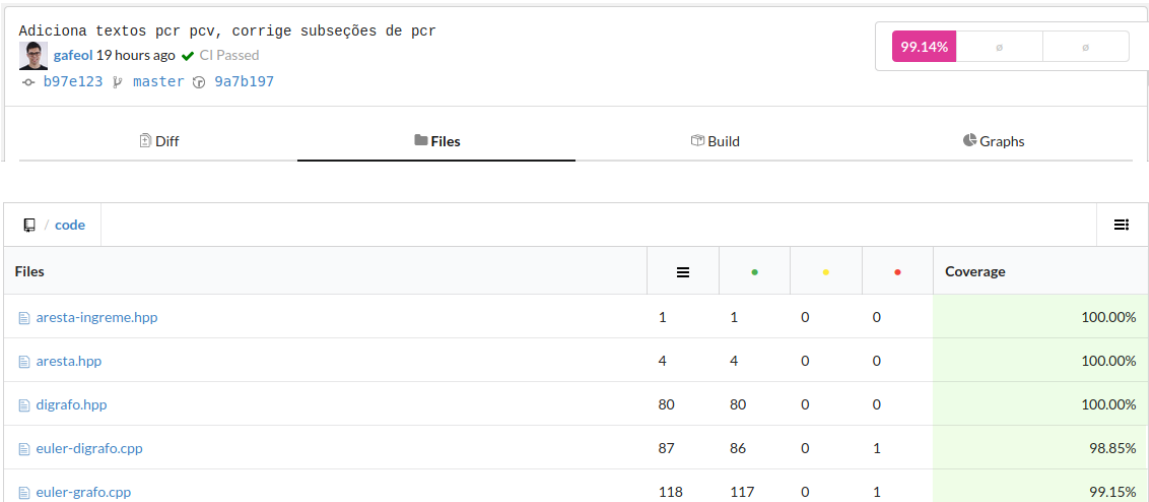 Adiciona textos pcr pcv, corrige subseções de pcr
gafeol 19 hours ago ✔ CI Passed
b97e123 master 9a7b197
99.14% ø ø
Diff Files Build Graphs
/ code
Files Coverage
aresta-ingreme.hpp 1 1 0 0 100.00%
aresta.hpp 4 4 0 0 100.00%
digrafo.hpp 80 80 0 0 100.00%
euler-digrafo.cpp 87 86 0 1 98.85%
euler-grafo.cpp 118 117 0 1 99.15%